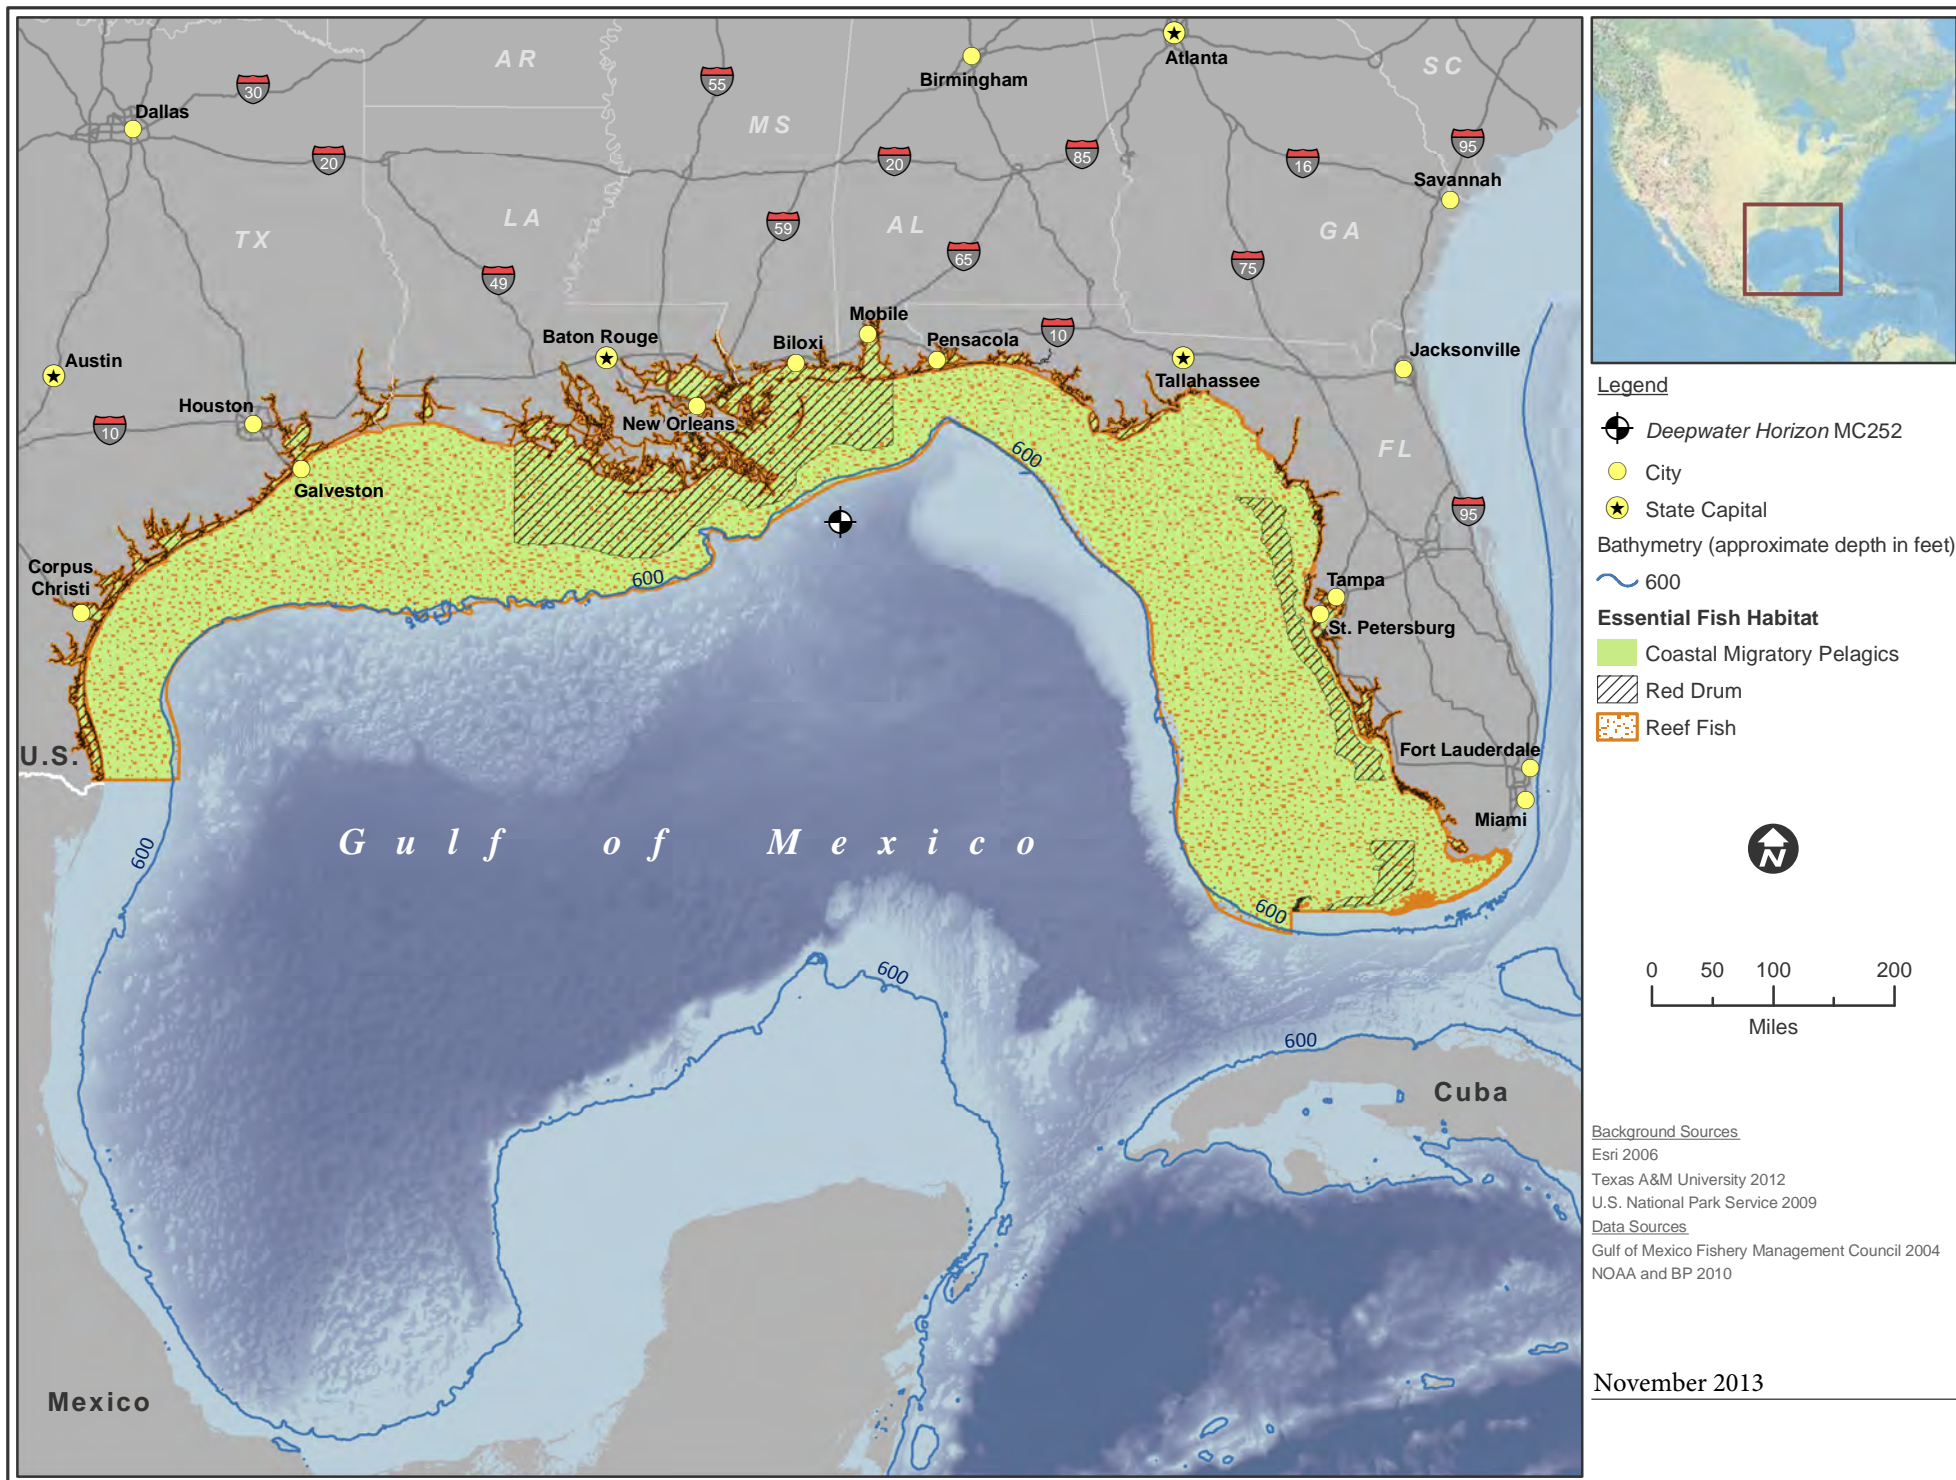 AR
55
Birmingham
Atlanta
SC
30
Dallas
MS
20
20
85
16
95
Savannah
TX
LA
59
AL
65
GA
75
49
Mobile
Baton Rouge
Biloxi
Pensacola
10
Jacksonville
Austin
Tallahassee
Houston
New Orleans
10
FL
600
Galveston
95
Corpus
Christi
600
Tampa
St. Petersburg
U.S.
Fort Lauderdale
Miami
Gulf of Mexico
600
600
600
600
Cuba
Mexico
Legend
Deepwater Horizon MC252
City
State Capital
Bathymetry (approximate depth in feet)
600
Essential Fish Habitat
Coastal Migratory Pelagics
Red Drum
Reef Fish
N
0 50 100 200
Miles
Background Sources
Esri 2006
Texas A&M University 2012
U.S. National Park Service 2009
Data Sources
Gulf of Mexico Fishery Management Council 2004
NOAA and BP 2010
November 2013